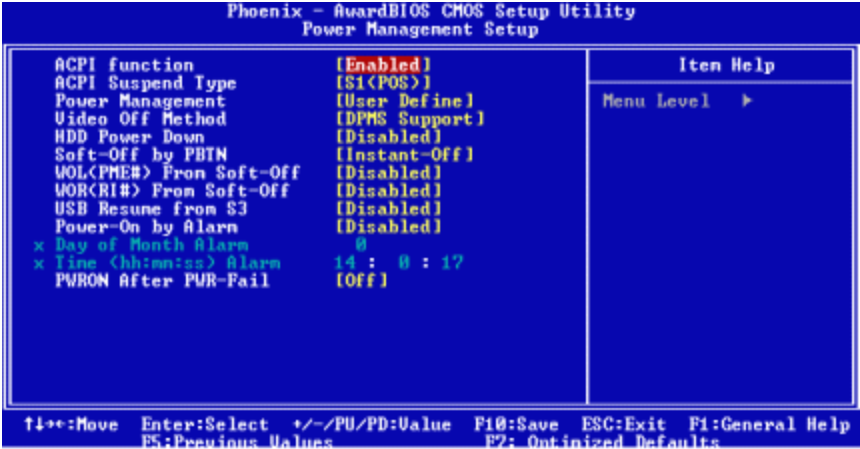 Phoenix - AwardBIOS CMOS Setup Utility
Power Management Setup
ACPI function [Enabled]
ACPI Suspend Type [S1(POS)]
Power Management [User Define]
Video Off Method [DPMS Support]
HDD Power Down [Disabled]
Soft-Off by PBTN [Instant-Off]
WOL(PME#) From Soft-Off [Disabled]
WOR(RI#) From Soft-Off [Disabled]
USB Resume from S3 [Disabled]
Power-On by Alarm [Disabled]
x Day of Month Alarm 0
x Time (hh:mm:ss) Alarm 14 : 0 : 17
PWRON After PWR-Fail [Off]
Item Help
Menu Level ►
↑↓→←:Move Enter:Select +/-/PU/PD:Value F10:Save ESC:Exit F1:General Help
F5:Previous Values F7: Optimized Defaults